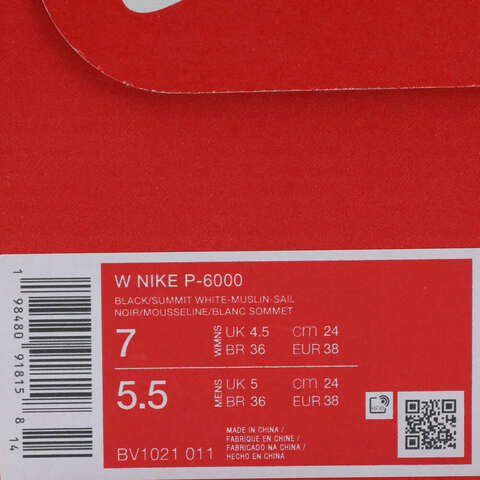 W NIKE P-6000
BLACK/SUMMIT WHITE-MUSLIN-SAIL
NOIR/MOUSSELINE/BLANC SOMMET
7 WMNS UK 4.5 cm 24
BR 36 EUR 38
5.5 MENS UK 5 cm 24
BR 36 EUR 38
MADE IN CHINA /
FABRIQUE EN CHINE /
FABRICADO NA CHINA /
HECHO EN CHINA
BV1021 011
1 98480 91815 8 14